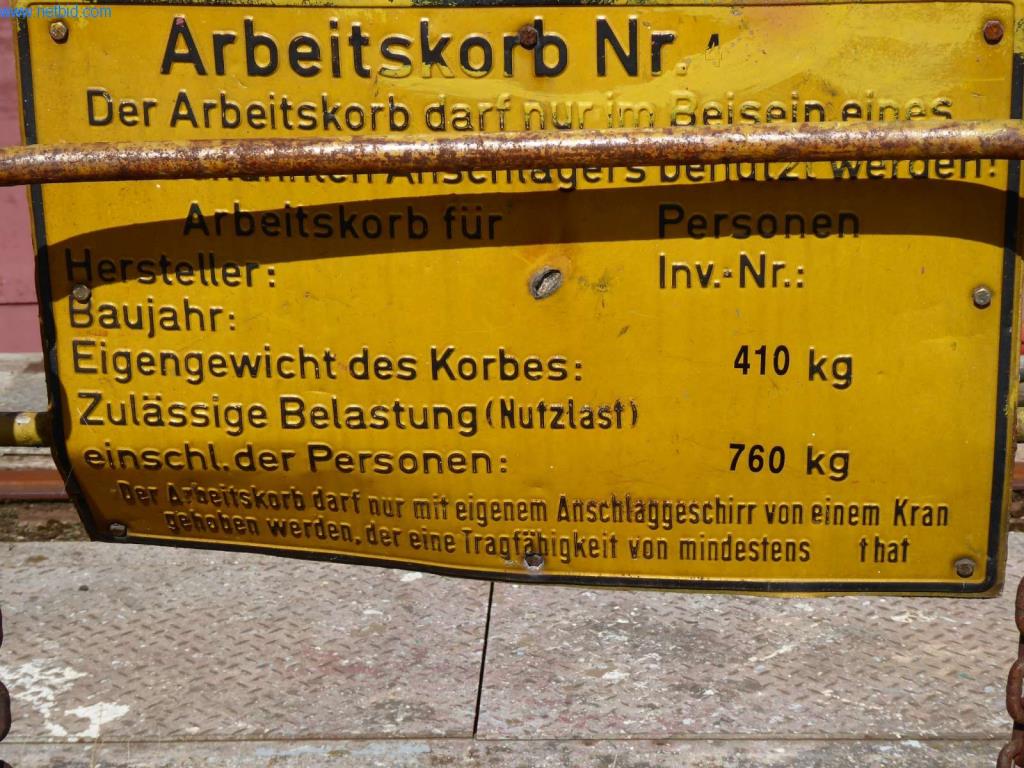 www.netbid.com
Arbeitskorb Nr. 4
Der Arbeitskorb darf nur im Beisein eines
Anschlägers benutzt werden!
Arbeitskorb für Personen
Hersteller: Inv.-Nr.:
Baujahr:
Eigengewicht des Korbes: 410 kg
Zulässige Belastung (Nutzlast)
einschl. der Personen: 760 kg
Der Arbeitskorb darf nur mit eigenem Anschlaggeschirr von einem Kran
gehoben werden, der eine Tragfähigkeit von mindestens t hat